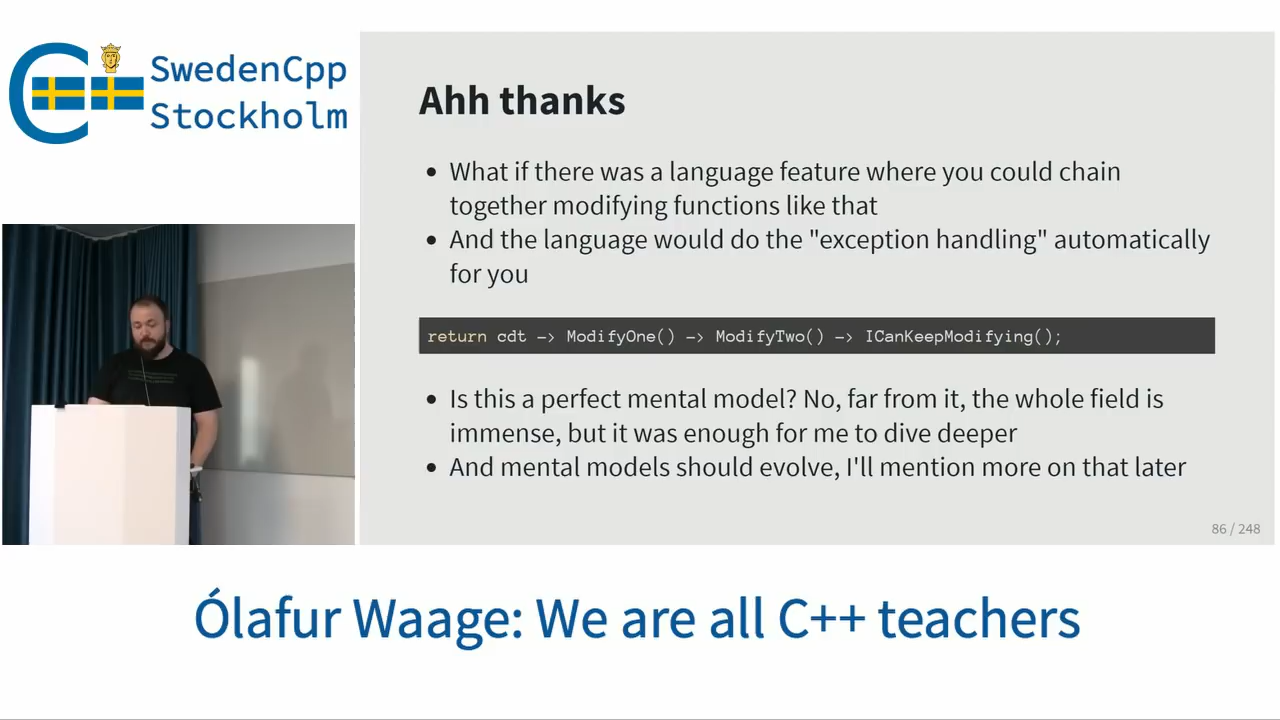 SwedenCpp
Stockholm
Ahh thanks
• What if there was a language feature where you could chain
together modifying functions like that
• And the language would do the "exception handling" automatically
for you
return cdt -> ModifyOne() -> ModifyTwo() -> ICanKeepModifying();
• Is this a perfect mental model? No, far from it, the whole field is
immense, but it was enough for me to dive deeper
• And mental models should evolve, I'll mention more on that later
86 / 248
Ólafur Waage: We are all C++ teachers